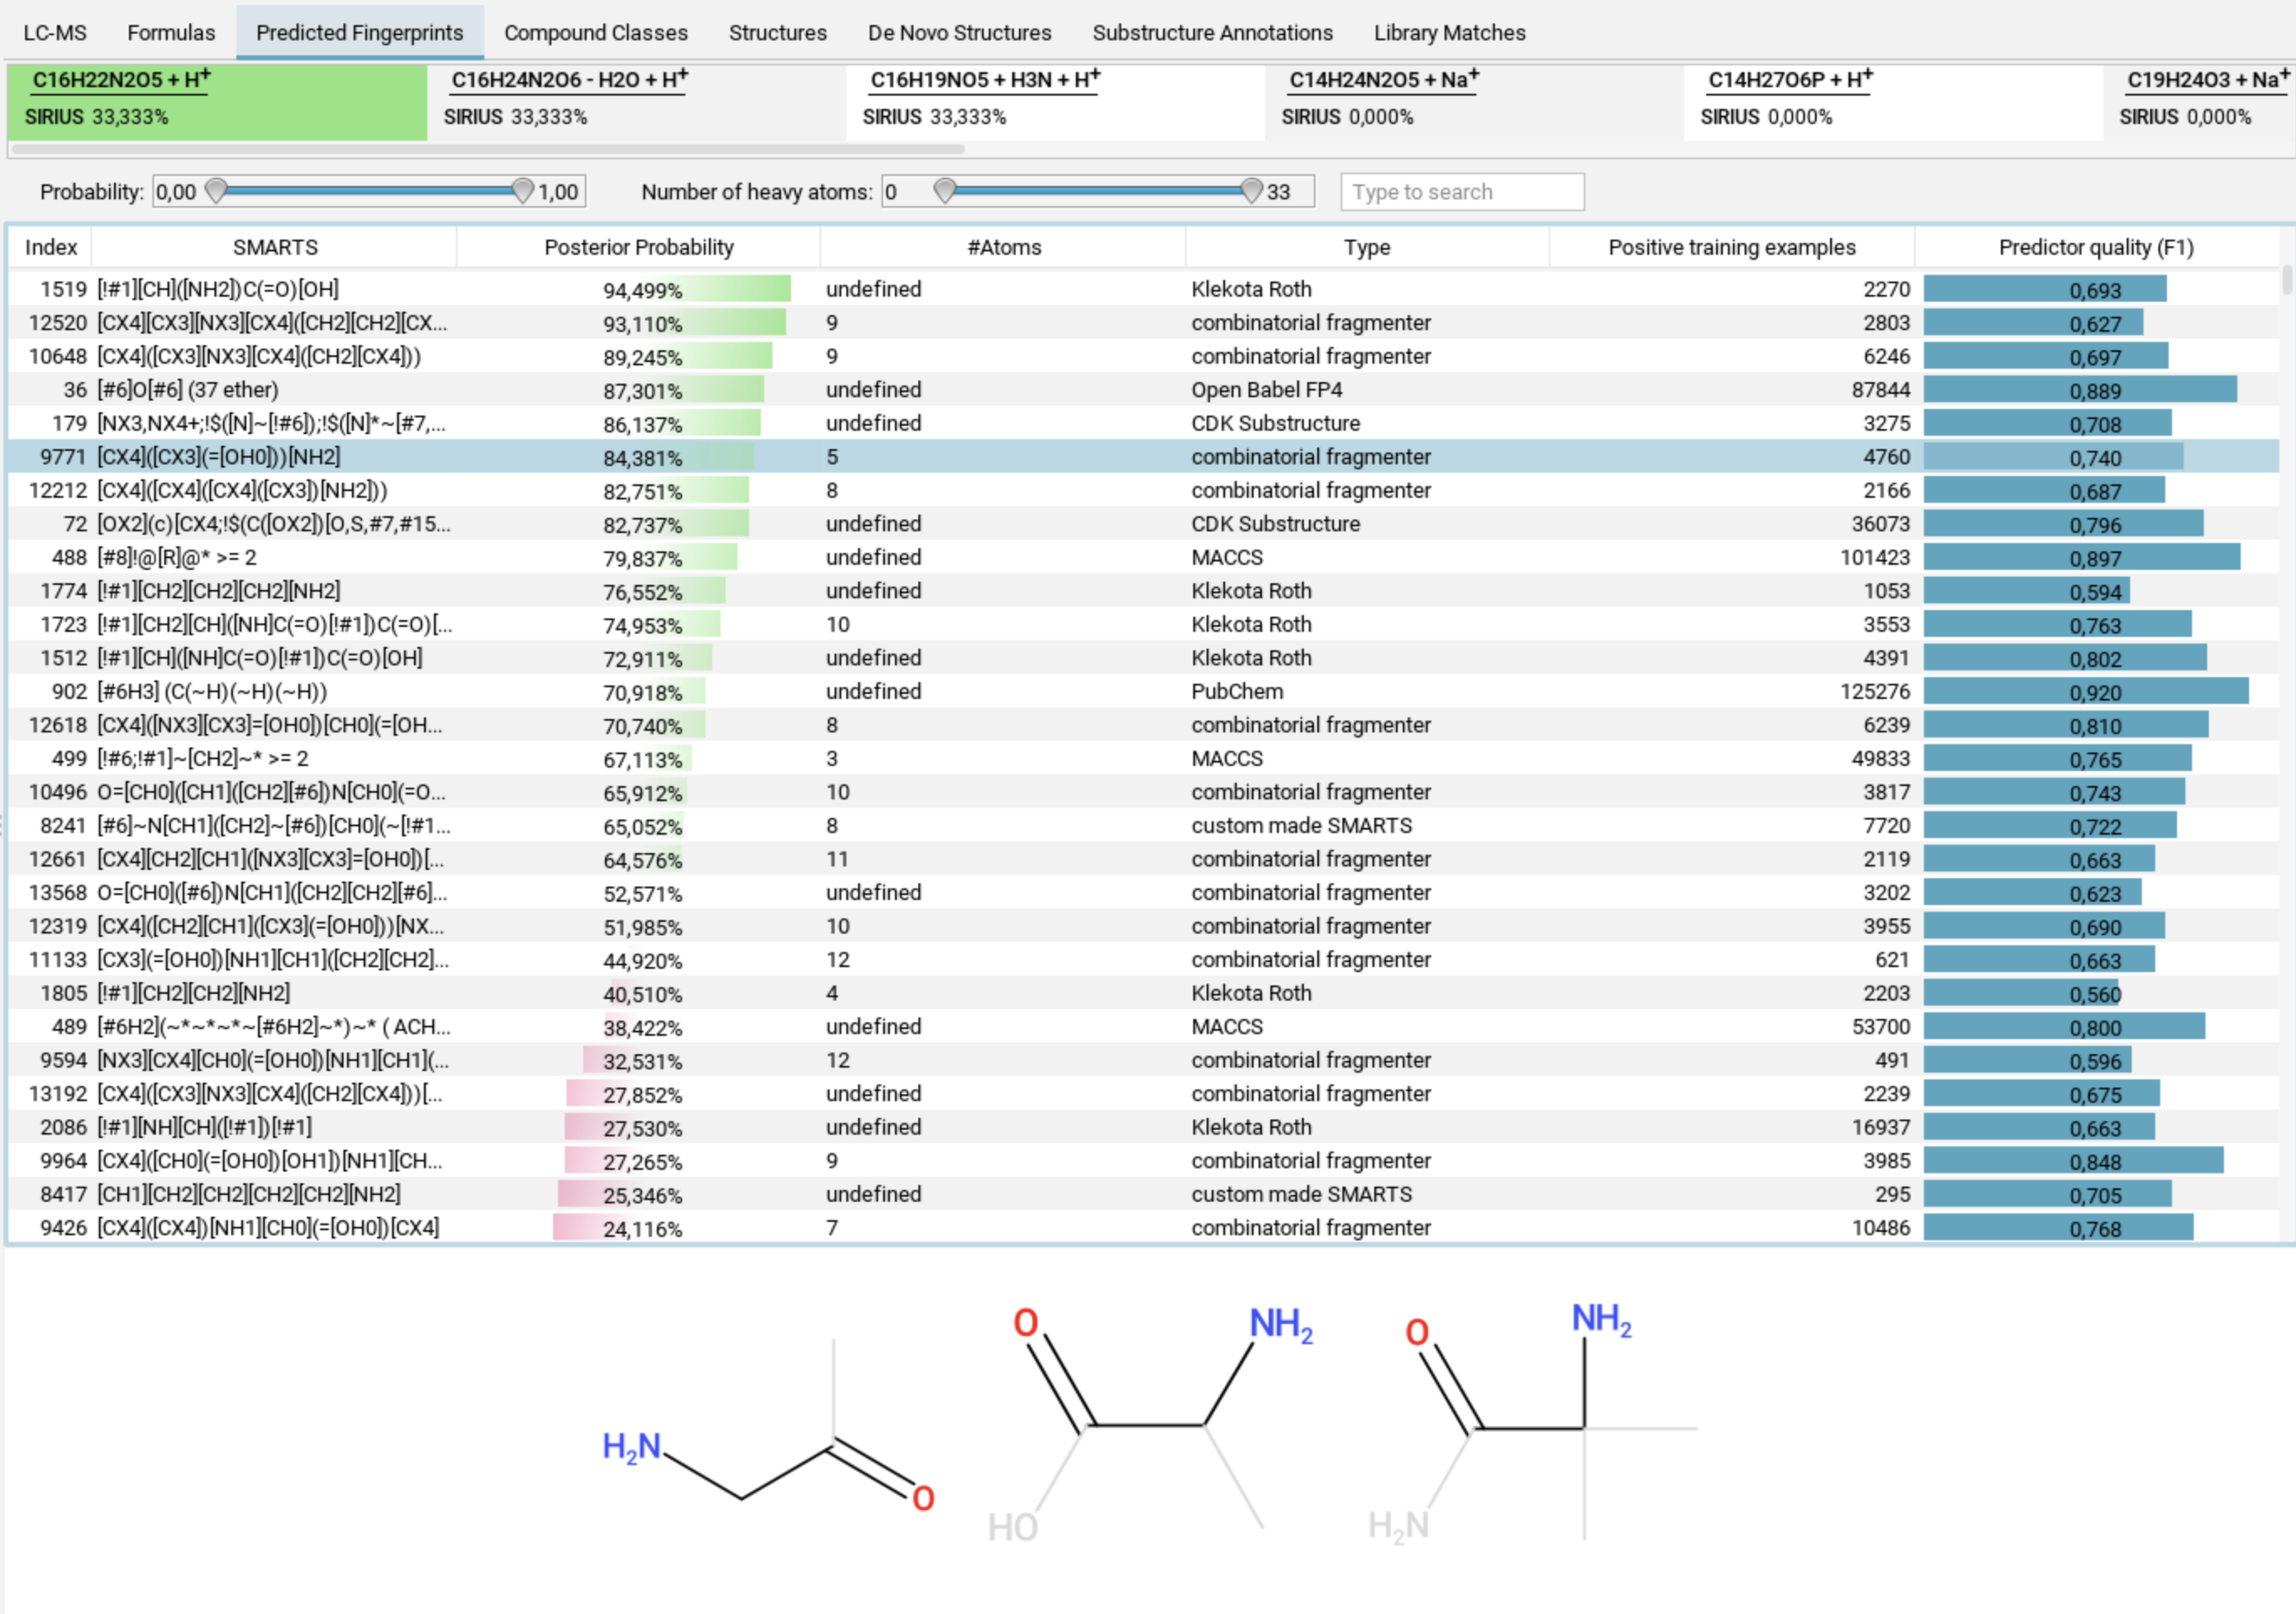 LC-MS Formulas Predicted Fingerprints Compound Classes Structures De Novo Structures Substructure Annotations Library Matches
C16H22N2O5 + H+ C16H24N2O6 - H2O + H+ C16H19NO5 + H3N + H+ C14H24N2O5 + Na+ C14H27O6P + H+ C19H24O3 + Na+
SIRIUS 33,333% SIRIUS 33,333% SIRIUS 33,333% SIRIUS 0,000% SIRIUS 0,000% SIRIUS 0,000%
Probability: 0,00 1,00 Number of heavy atoms: 0 33 Type to search
Index SMARTS Posterior Probability #Atoms Type Positive training examples Predictor quality (F1)
1519 [!#1][CH]([NH2])C(=O)[OH] 94,499% undefined Klekota Roth 2270 0,693
12520 [CX4][CX3][NX3][CX4]([CH2][CH2][CX... 93,110% 9 combinatorial fragmenter 2803 0,627
10648 [CX4]([CX3][NX3][CX4]([CH2][CX4])) 89,245% 9 combinatorial fragmenter 6246 0,697
36 [#6]O[#6] (37 ether) 87,301% undefined Open Babel FP4 87844 0,889
179 [NX3,NX4+;!$([N]~[!#6]);!$([N]*~[#7,... 86,137% undefined CDK Substructure 3275 0,708
9771 [CX4]([CX3](=[OH0]))[NH2] 84,381% 5 combinatorial fragmenter 4760 0,740
12212 [CX4]([CX4]([CX4]([CX3])[NH2])) 82,751% 8 combinatorial fragmenter 2166 0,687
72 [OX2](c)[CX4;!$(C([OX2])[O,S,#7,#15... 82,737% undefined CDK Substructure 36073 0,796
488 [#8]!@[R]@* >= 2 79,837% undefined MACCS 101423 0,897
1774 [!#1][CH2][CH2][CH2][NH2] 76,552% undefined Klekota Roth 1053 0,594
1723 [!#1][CH2][CH]([NH]C(=O)[!#1])C(=O)[... 74,953% 10 Klekota Roth 3553 0,763
1512 [!#1][CH]([NH]C(=O)[!#1])C(=O)[OH] 72,911% undefined Klekota Roth 4391 0,802
902 [#6H3] (C(~H)(~H)(~H)) 70,918% undefined PubChem 125276 0,920
12618 [CX4]([NX3][CX3]=[OH0])[CH0](=[OH... 70,740% 8 combinatorial fragmenter 6239 0,810
499 [!#6;!#1]~[CH2]~* >= 2 67,113% 3 MACCS 49833 0,765
10496 O=[CH0]([CH1]([CH2][#6])N[CH0](=O... 65,912% 10 combinatorial fragmenter 3817 0,743
8241 [#6]~N[CH1]([CH2]~[#6])[CH0](~[!#1... 65,052% 8 custom made SMARTS 7720 0,722
12661 [CX4][CH2][CH1]([NX3][CX3]=[OH0])[... 64,576% 11 combinatorial fragmenter 2119 0,663
13568 O=[CH0]([#6])N[CH1]([CH2][CH2][#6]... 52,571% undefined combinatorial fragmenter 3202 0,623
12319 [CX4]([CH2][CH1]([CX3](=[OH0]))[NX... 51,985% 10 combinatorial fragmenter 3955 0,690
11133 [CX3](=[OH0])[NH1][CH1]([CH2][CH2]... 44,920% 12 combinatorial fragmenter 621 0,663
1805 [!#1][CH2][CH2][NH2] 40,510% 4 Klekota Roth 2203 0,560
489 [#6H2](~*~*~*~[#6H2]~*)~* ( ACH... 38,422% undefined MACCS 53700 0,800
9594 [NX3][CX4][CH0](=[OH0])[NH1][CH1](... 32,531% 12 combinatorial fragmenter 491 0,596
13192 [CX4]([CX3][NX3][CX4]([CH2][CX4]))[... 27,852% undefined combinatorial fragmenter 2239 0,675
2086 [!#1][NH][CH]([!#1])[!#1] 27,530% undefined Klekota Roth 16937 0,663
9964 [CX4]([CH0](=[OH0])[OH1])[NH1][CH... 27,265% 9 combinatorial fragmenter 3985 0,848
8417 [CH1][CH2][CH2][CH2][CH2][NH2] 25,346% undefined custom made SMARTS 295 0,705
9426 [CX4]([CX4])[NH1][CH0](=[OH0])[CX4] 24,116% 7 combinatorial fragmenter 10486 0,768
O NH2 O NH2
H2N O HO H2N